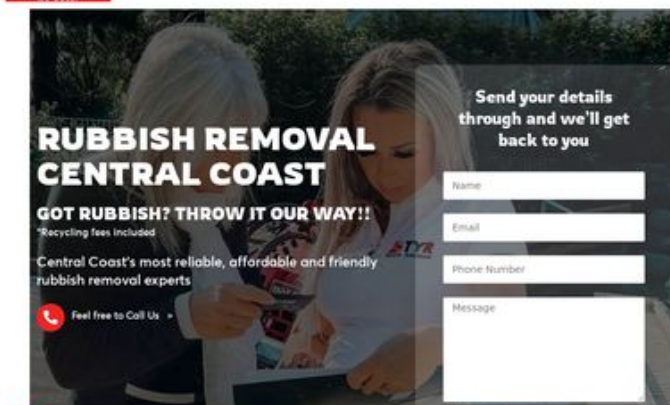 RUBBISH REMOVAL
CENTRAL COAST
GOT RUBBISH? THROW IT OUR WAY!!
*Recycling fees included
Central Coast's most reliable, affordable and friendly
rubbish removal experts
Feel free to Call Us >
Send your details
through and we'll get
back to you
Name
Email
Phone Number
Message
TYR